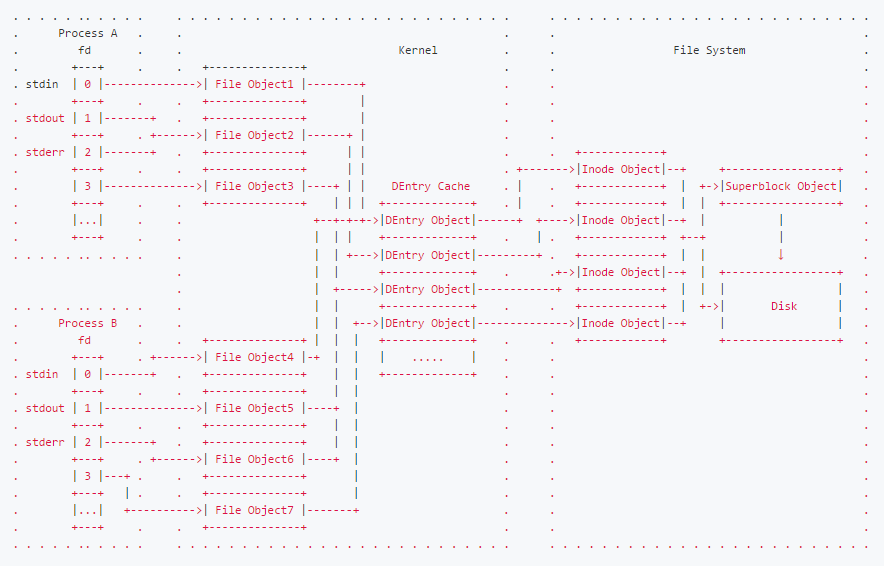 Process A
fd Kernel File System
stdin 0 File Object1
stdout 1
File Object2
stderr 2
Inode Object
3 File Object3 DEntry Cache Superblock Object
... DEntry Object Inode Object
DEntry Object
Inode Object
DEntry Object
Disk
Process B DEntry Object Inode Object
fd
File Object4 .....
stdin 0
stdout 1 File Object5
stderr 2
File Object6
3
... File Object7